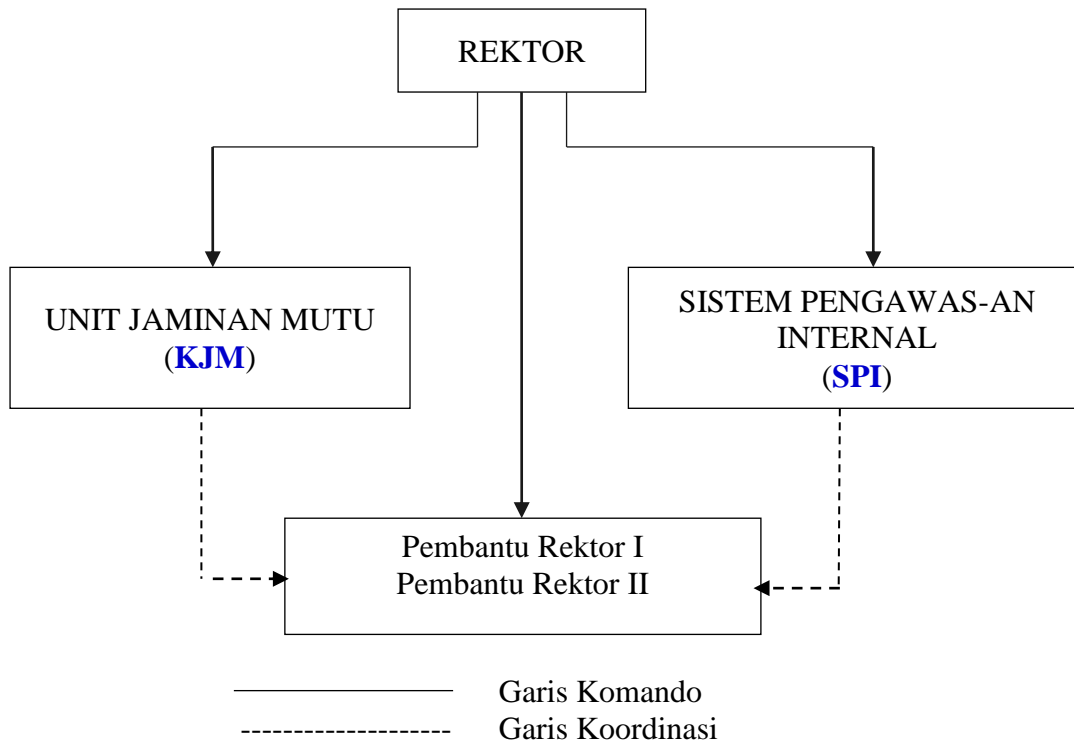 REKTOR
UNIT JAMINAN MUTU
(KJM)
SISTEM PENGAWAS-AN
INTERNAL
(SPI)
Pembantu Rektor I
Pembantu Rektor II
Garis Komando
Garis Koordinasi